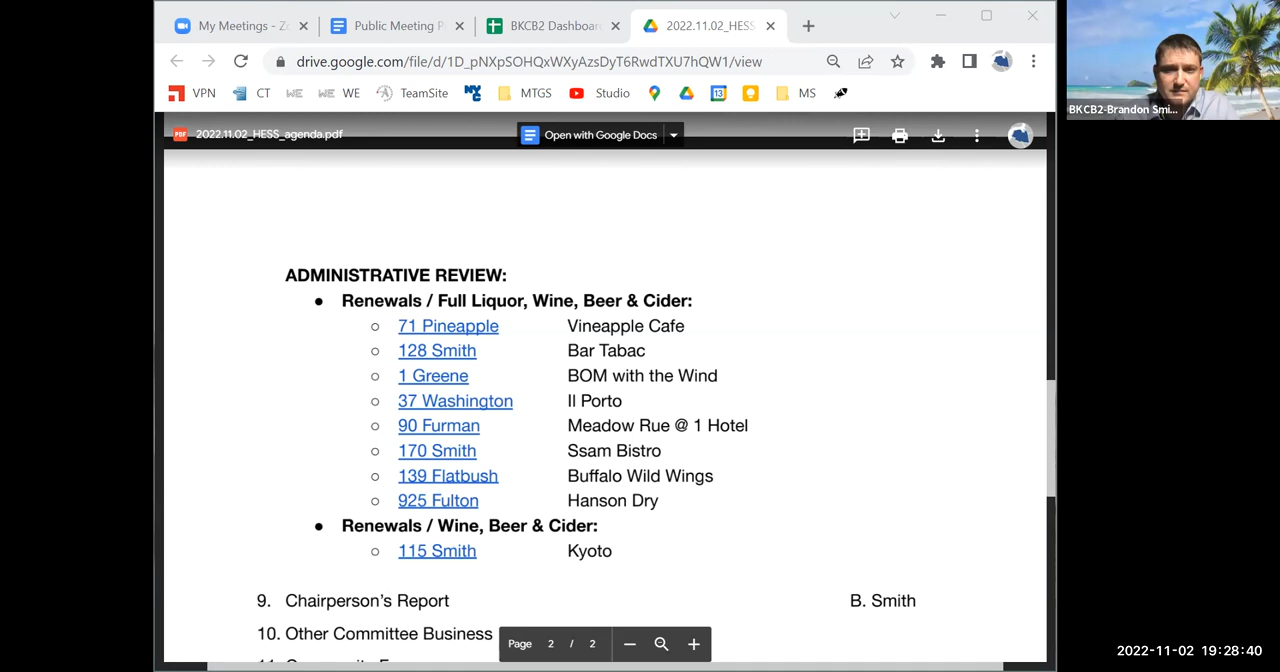 My Meetings - Zo
Public Meeting P
BKCB2 Dashboar
2022.11.02_HESS_
drive.google.com/file/d/1D_pNXpSOHQxWXyAzsDyT6RwdTXU7hQW1/view
VPN CT WE WE TeamSite NYC MTGS Studio 13 MS
BKCB2-Brandon Smi...
PDF 2022.11.02_HESS_agenda.pdf
Open with Google Docs
ADMINISTRATIVE REVIEW:
● Renewals / Full Liquor, Wine, Beer & Cider:
○ 71 Pineapple Vineapple Cafe
○ 128 Smith Bar Tabac
○ 1 Greene BOM with the Wind
○ 37 Washington Il Porto
○ 90 Furman Meadow Rue @ 1 Hotel
○ 170 Smith Ssam Bistro
○ 139 Flatbush Buffalo Wild Wings
○ 925 Fulton Hanson Dry
● Renewals / Wine, Beer & Cider:
○ 115 Smith Kyoto
9. Chairperson's Report B. Smith
10. Other Committee Business
Page 2 / 2
2022-11-02 19:28:40